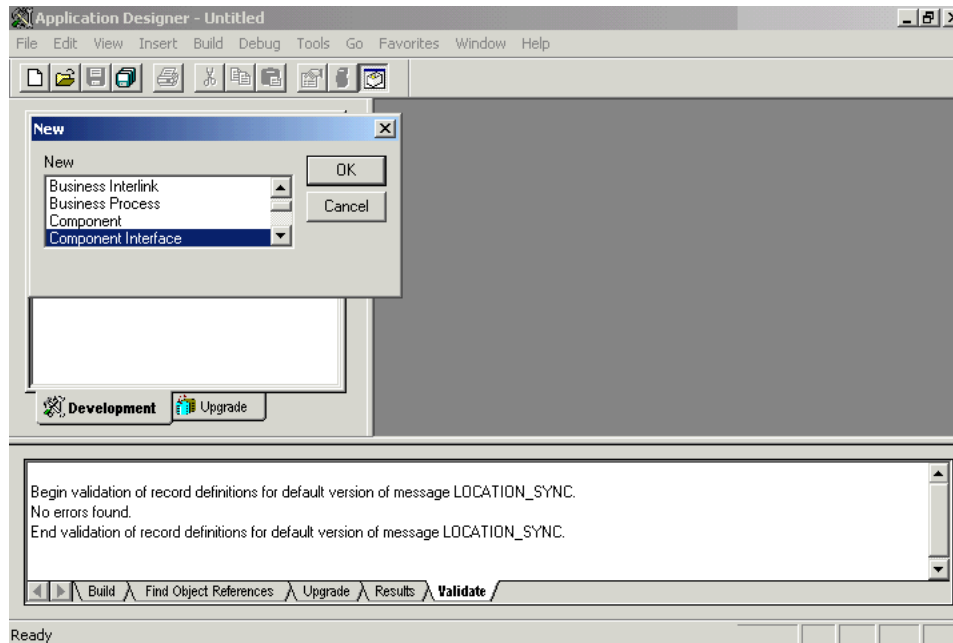 Application Designer - Untitled
File Edit View Insert Build Debug Tools Go Favorites Window Help
New
New
Business Interlink
Business Process
Component
Component Interface
OK
Cancel
Development
Upgrade
Begin validation of record definitions for default version of message LOCATION_SYNC.
No errors found.
End validation of record definitions for default version of message LOCATION_SYNC.
Build Find Object References Upgrade Results Validate
Ready